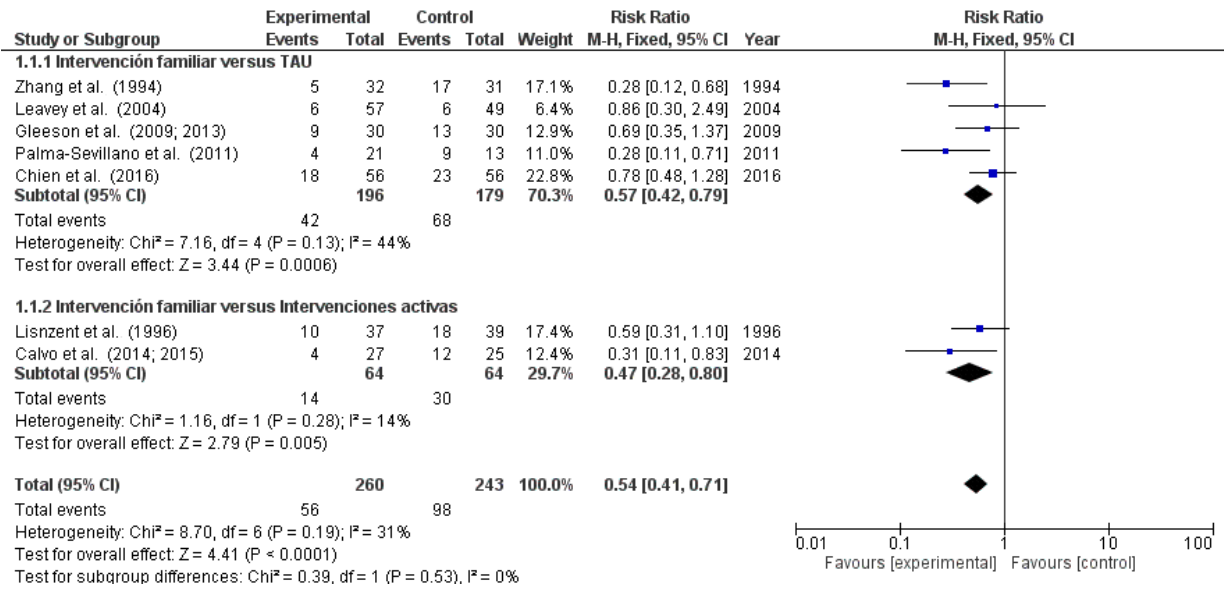 Experimental Control Risk Ratio Risk Ratio
Study or Subgroup Events Total Events Total Weight M-H, Fixed, 95% CI Year M-H, Fixed, 95% CI
1.1.1 Intervención familiar versus TAU
Zhang et al. (1994) 5 32 17 31 17.1% 0.28 [0.12, 0.68] 1994
Leavey et al. (2004) 6 57 6 49 6.4% 0.86 [0.30, 2.49] 2004
Gleeson et al. (2009; 2013) 9 30 13 30 12.9% 0.69 [0.35, 1.37] 2009
Palma-Sevillano et al. (2011) 4 21 9 13 11.0% 0.28 [0.11, 0.71] 2011
Chien et al. (2016) 18 56 23 56 22.8% 0.78 [0.48, 1.28] 2016
Subtotal (95% CI) 196 179 70.3% 0.57 [0.42, 0.79]
Total events 42 68
Heterogeneity: Chi² = 7.16, df = 4 (P = 0.13); I² = 44%
Test for overall effect: Z = 3.44 (P = 0.0006)
1.1.2 Intervención familiar versus Intervenciones activas
Lisnzent et al. (1996) 10 37 18 39 17.4% 0.59 [0.31, 1.10] 1996
Calvo et al. (2014; 2015) 4 27 12 25 12.4% 0.31 [0.11, 0.83] 2014
Subtotal (95% CI) 64 64 29.7% 0.47 [0.28, 0.80]
Total events 14 30
Heterogeneity: Chi² = 1.16, df = 1 (P = 0.28); I² = 14%
Test for overall effect: Z = 2.79 (P = 0.005)
Total (95% CI) 260 243 100.0% 0.54 [0.41, 0.71]
Total events 56 98
Heterogeneity: Chi² = 8.70, df = 6 (P = 0.19); I² = 31%
Test for overall effect: Z = 4.41 (P < 0.0001)
Test for subgroup differences: Chi² = 0.39, df = 1 (P = 0.53), I² = 0%
0.01 0.1 1 10 100
Favours [experimental] Favours [control]